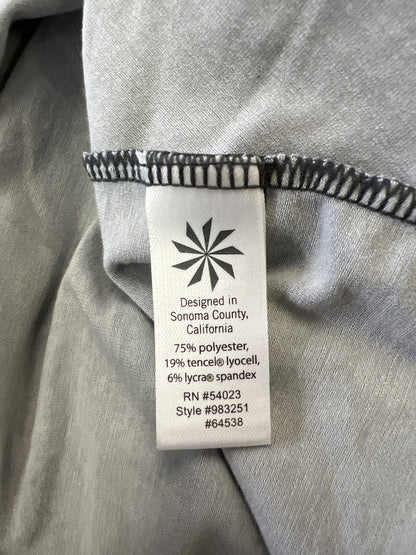 Designed in
Sonoma County,
California
75% polyester,
19% tencel® lyocell,
6% lycra® spandex
RN #54023
Style #983251
#64538